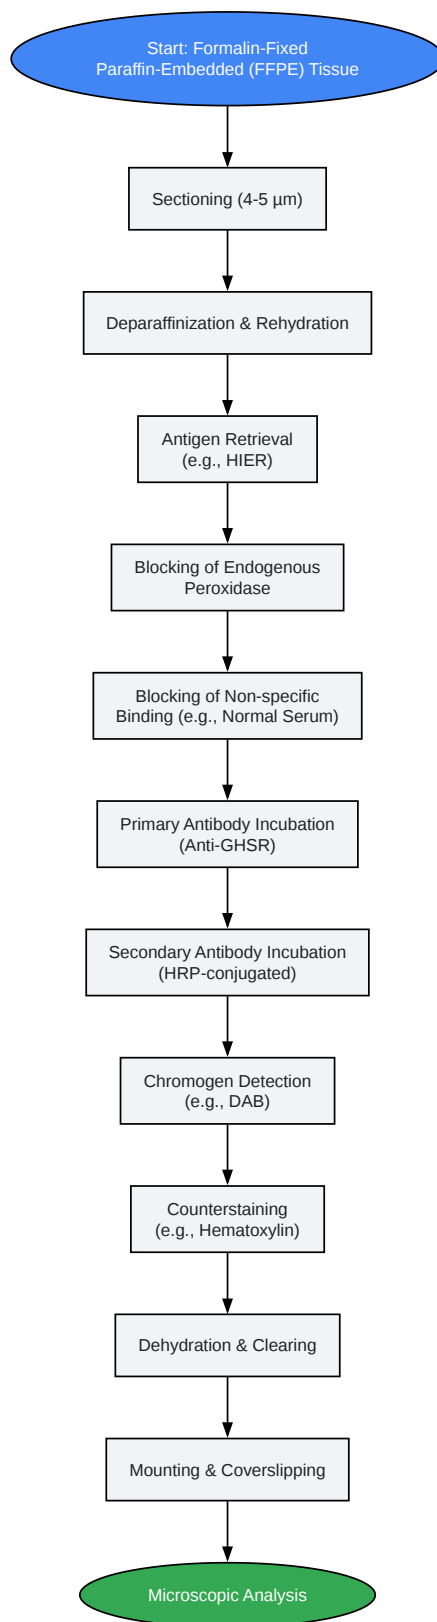 Start: Formalin-Fixed
Paraffin-Embedded (FFPE) Tissue
Sectioning (4-5 µm)
Deparaffinization & Rehydration
Antigen Retrieval
(e.g., HIER)
Blocking of Endogenous
Peroxidase
Blocking of Non-specific
Binding (e.g., Normal Serum)
Primary Antibody Incubation
(Anti-GHSR)
Secondary Antibody Incubation
(HRP-conjugated)
Chromogen Detection
(e.g., DAB)
Counterstaining
(e.g., Hematoxylin)
Dehydration & Clearing
Mounting & Coverslipping
Microscopic Analysis